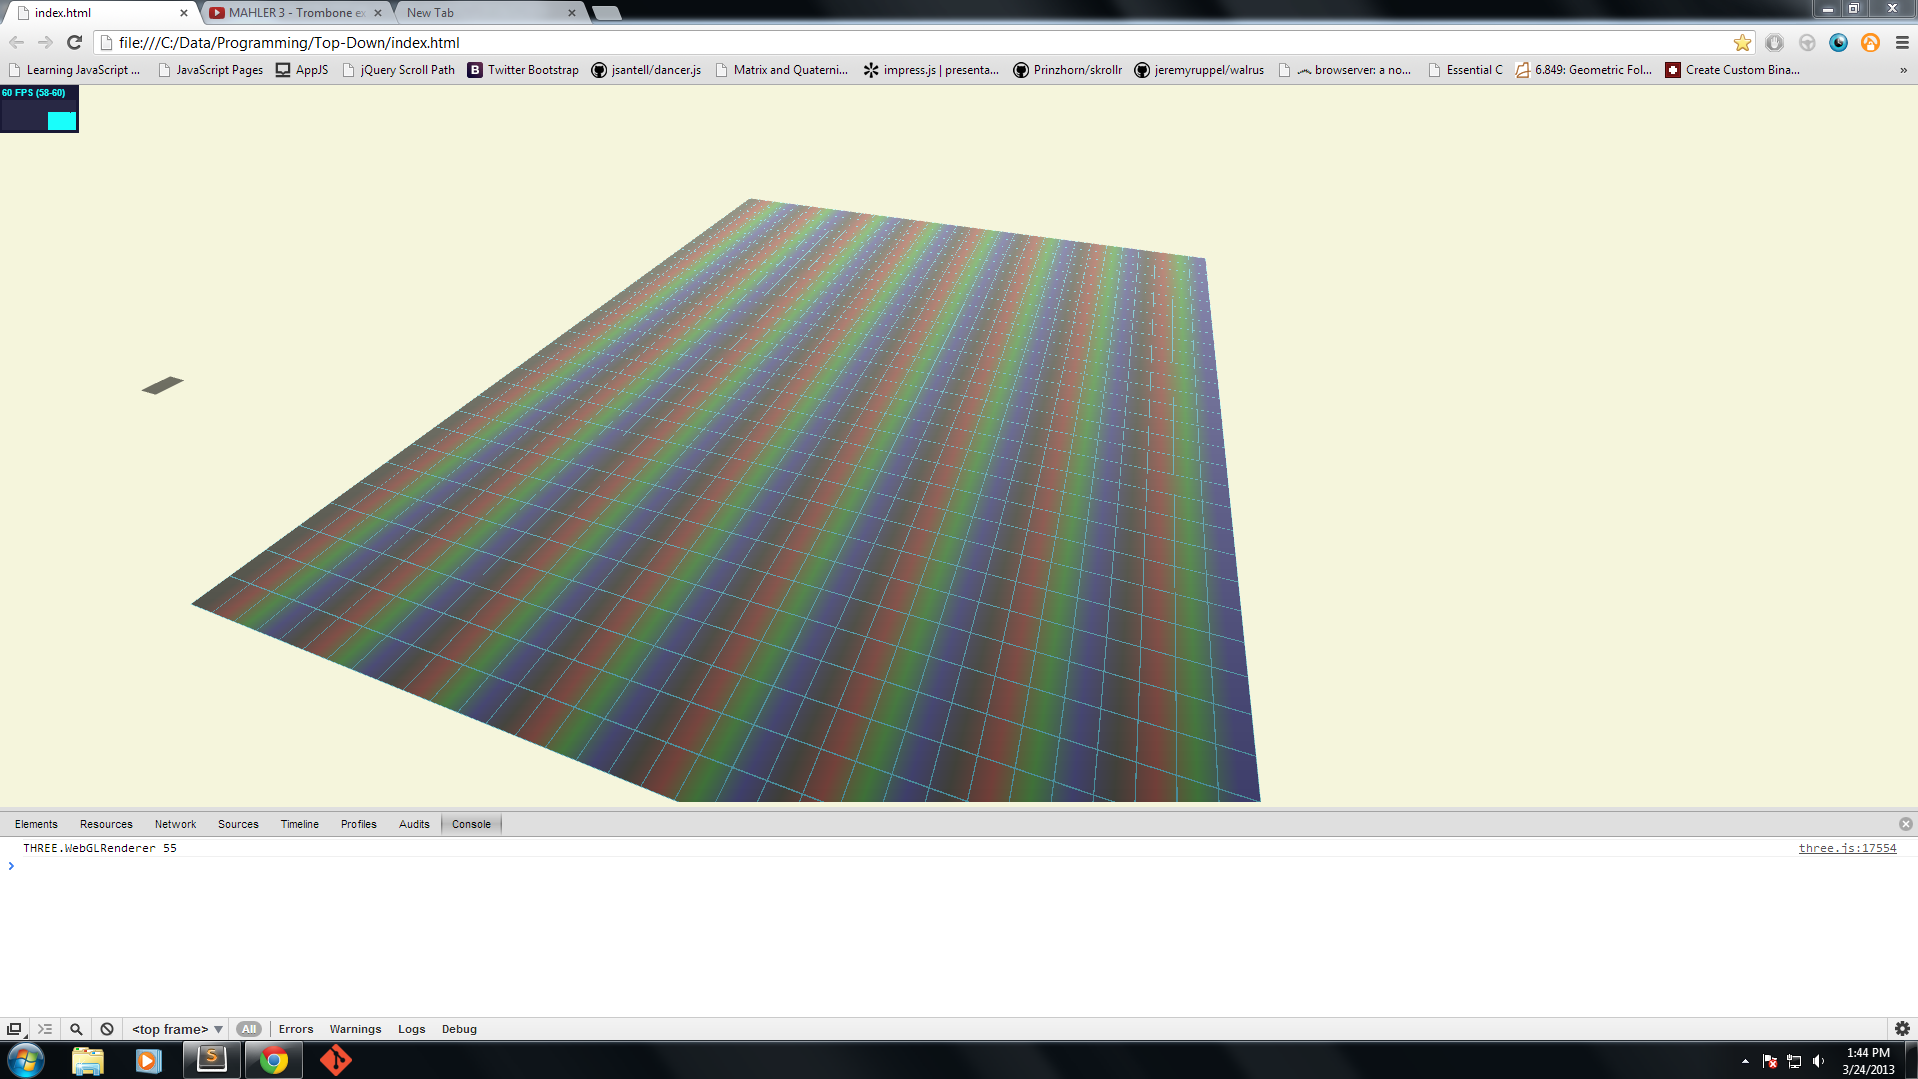 index.html
MAHLER 3 - Trombone ex
New Tab
file:///C:/Data/Programming/Top-Down/index.html
Learning JavaScript ... JavaScript Pages AppJS jQuery Scroll Path B Twitter Bootstrap jsantell/dancer.js Matrix and Quaterni... impress.js | presenta... Prinzhorn/skrollr jeremyruppel/walrus browserver: a no... Essential C 6.849: Geometric Fol... Create Custom Bina... »
60 FPS (58-60)
Elements Resources Network Sources Timeline Profiles Audits Console
THREE.WebGLRenderer 55 three.js:17554
<top frame> All Errors Warnings Logs Debug
S
1:44 PM
3/24/2013